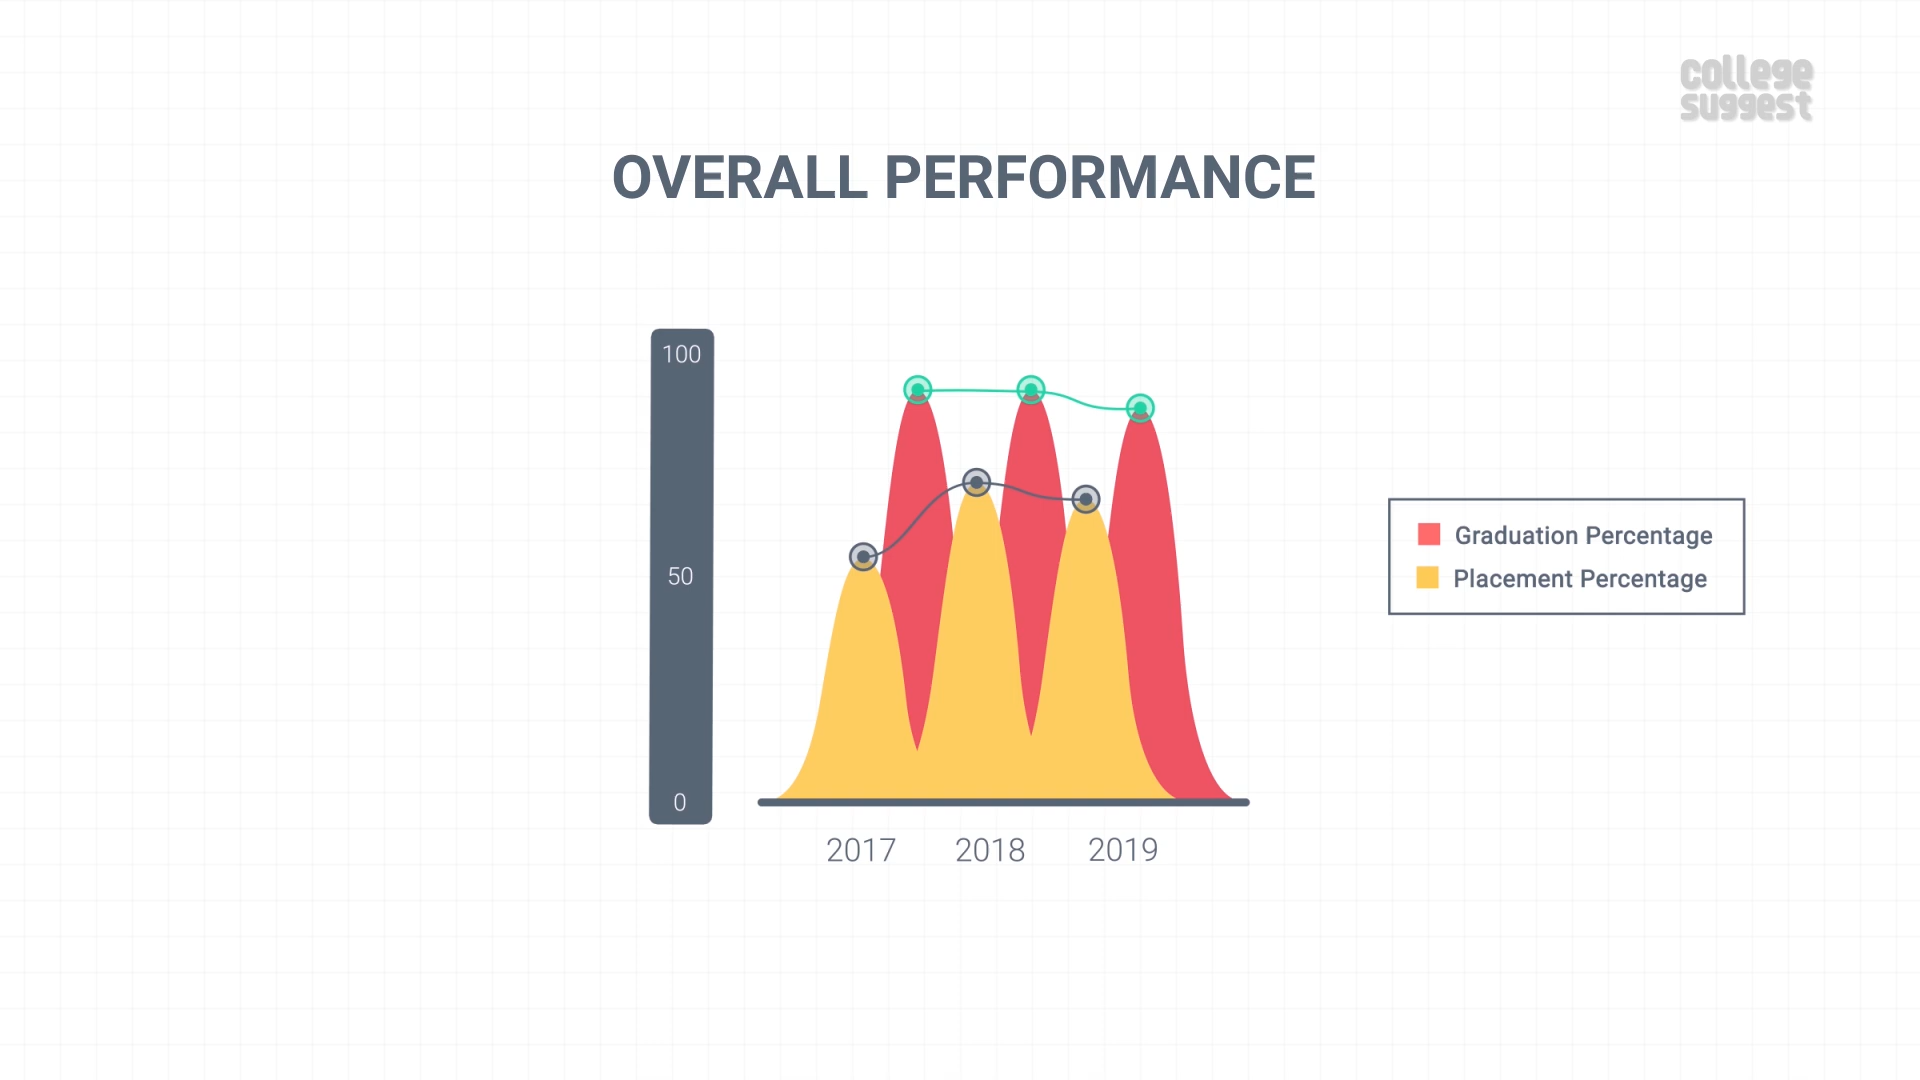 college
suggest
OVERALL PERFORMANCE
100
50
0
2017 2018 2019
Graduation Percentage
Placement Percentage